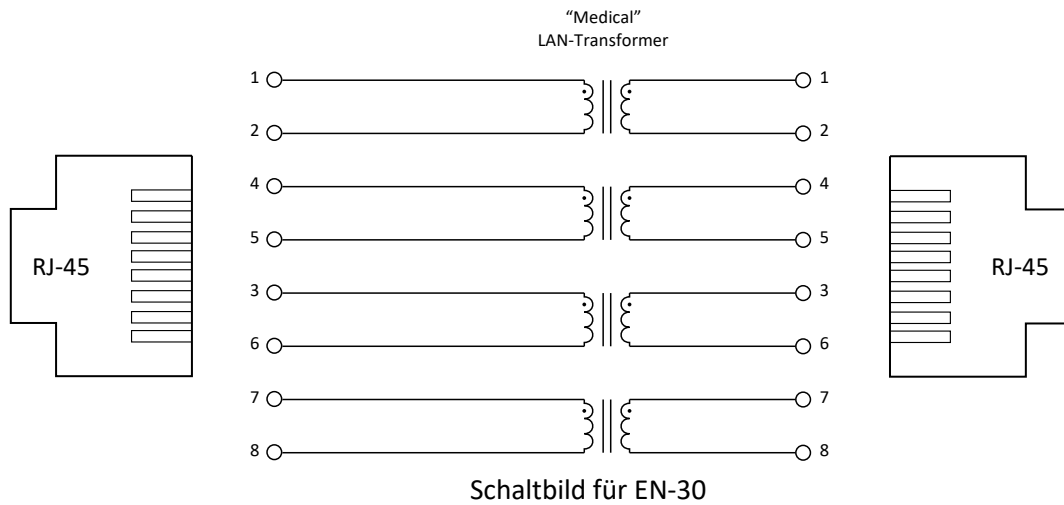 “Medical”
LAN-Transformer
1 1
2 2
4 4
RJ-45 5 5 RJ-45
3 3
6 6
7 7
8 8
Schaltbild für EN-30